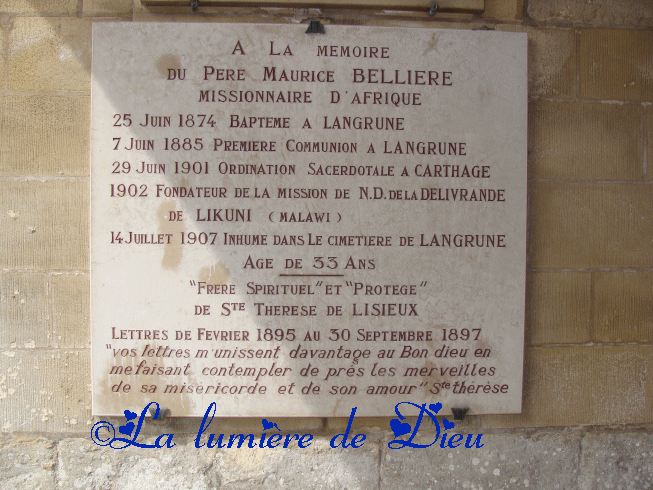 A LA MEMOIRE
DU PERE MAURICE BELLIERE
MISSIONNAIRE D'AFRIQUE
25 JUIN 1874 BAPTEME A LANGRUNE
7 JUIN 1885 PREMIERE COMMUNION A LANGRUNE
29 JUIN 1901 ORDINATION SACERDOTALE A CARTHAGE
1902 FONDATEUR DE LA MISSION DE N.D. DE LA DELIVRANDE
DE LIKUNI ( MALAWI )
14 JUILLET 1907 INHUME DANS LE CIMETIERE DE LANGRUNE
AGE DE 33 ANS
"FRERE SPIRITUEL" ET "PROTEGE"
DE STE THERESE DE LISIEUX
LETTRES DE FEVRIER 1895 AU 30 SEPTEMBRE 1897
"vos lettres m'unissent davantage au Bon dieu en
me faisant contempler de près les merveilles
de sa miséricorde et de son amour" Ste thérèse
©La lumière de Dieu